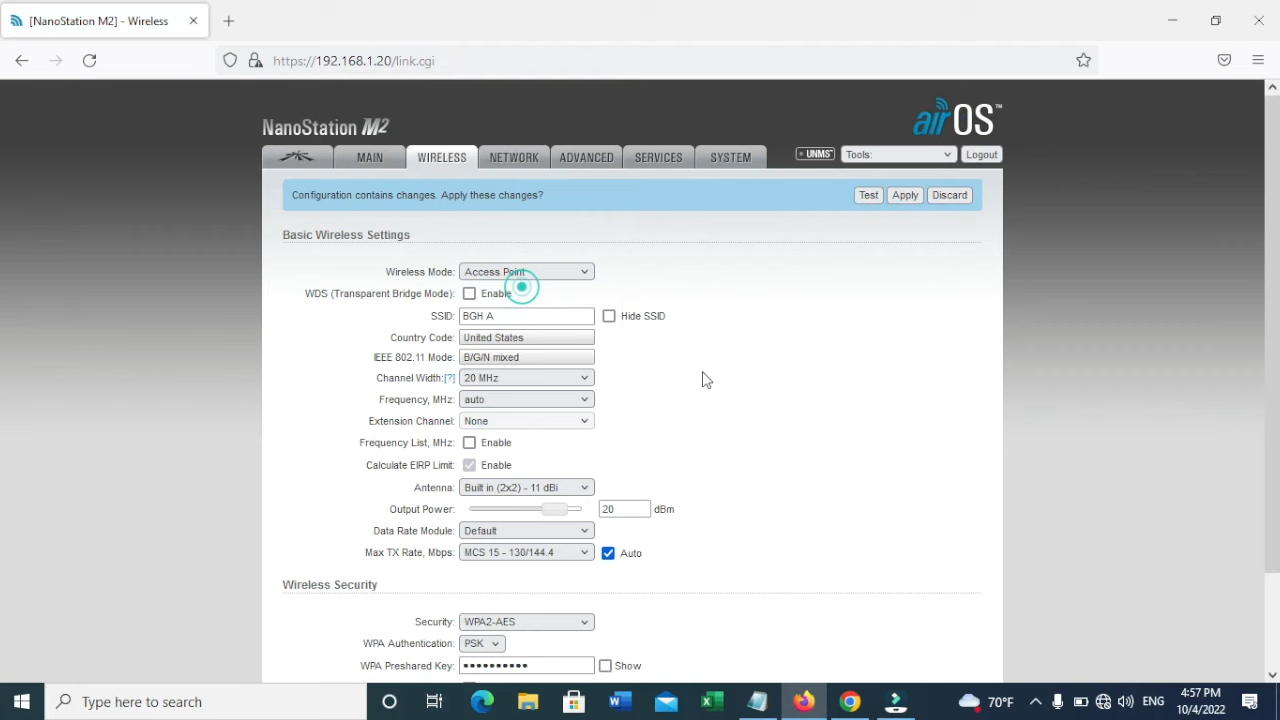 [NanoStation M2] - Wireless
https://192.168.1.20/link.cgi
NanoStation M2
airOS™
MAIN WIRELESS NETWORK ADVANCED SERVICES SYSTEM UNMS™ Tools: Logout
Configuration contains changes. Apply these changes? Test Apply Discard
Basic Wireless Settings
Wireless Mode: Access Point
WDS (Transparent Bridge Mode): Enable
SSID: BGH A Hide SSID
Country Code: United States
IEEE 802.11 Mode: B/G/N mixed
Channel Width:[?] 20 MHz
Frequency, MHz: auto
Extension Channel: None
Frequency List, MHz: Enable
Calculate EIRP Limit: Enable
Antenna: Built in (2x2) - 11 dBi
Output Power: 20 dBm
Data Rate Module: Default
Max TX Rate, Mbps: MCS 15 - 130/144.4 Auto
Wireless Security
Security: WPA2-AES
WPA Authentication: PSK
WPA Preshared Key: •••••••••• Show
Type here to search
70°F
ENG
4:57 PM
10/4/2022